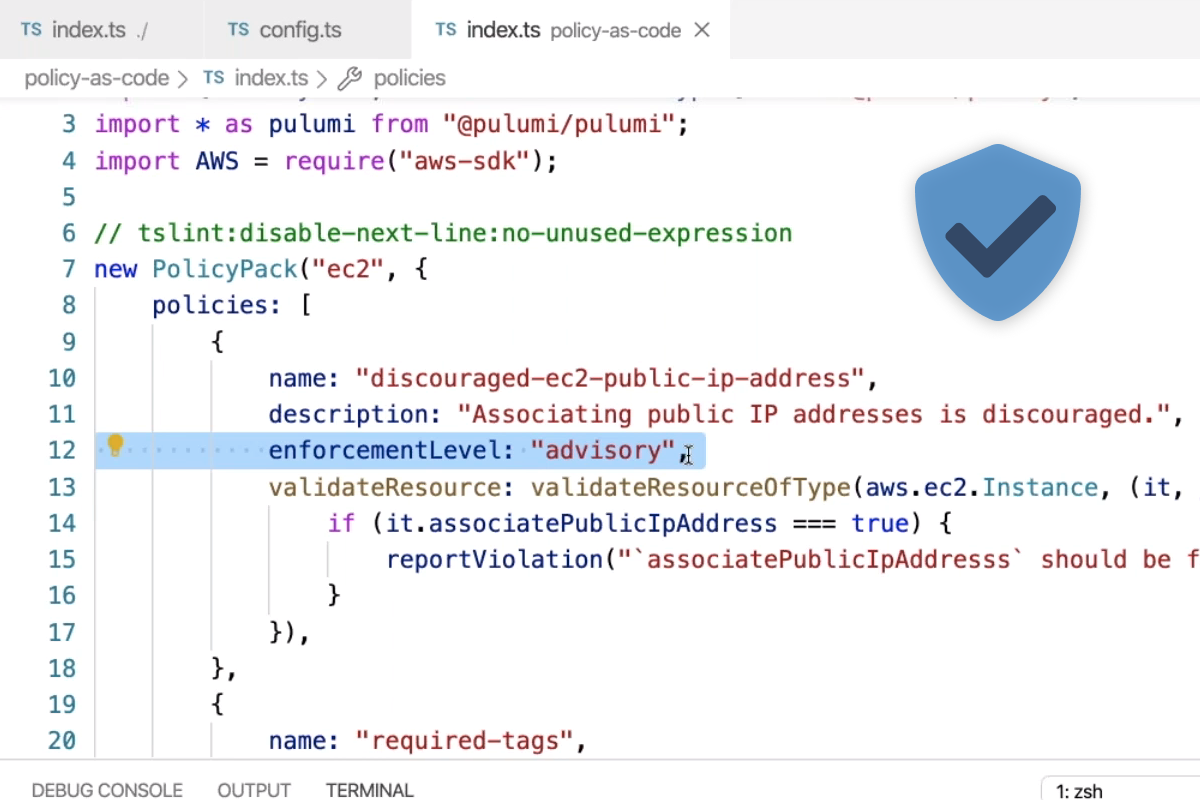 TS index.ts ./ TS config.ts TS index.ts policy-as-code ×
policy-as-code > TS index.ts > policies
3 import * as pulumi from "@pulumi/pulumi";
4 import AWS = require("aws-sdk");
5
6 // tslint:disable-next-line:no-unused-expression
7 new PolicyPack("ec2", {
8 policies: [
9 {
10 name: "discouraged-ec2-public-ip-address",
11 description: "Associating public IP addresses is discouraged.",
12 enforcementLevel: "advisory",
13 validateResource: validateResourceOfType(aws.ec2.Instance, (it,
14 if (it.associatePublicIpAddress === true) {
15 reportViolation("`associatePublicIpAddresss` should be f
16 }
17 }),
18 },
19 {
20 name: "required-tags",
DEBUG CONSOLE OUTPUT TERMINAL 1: zsh